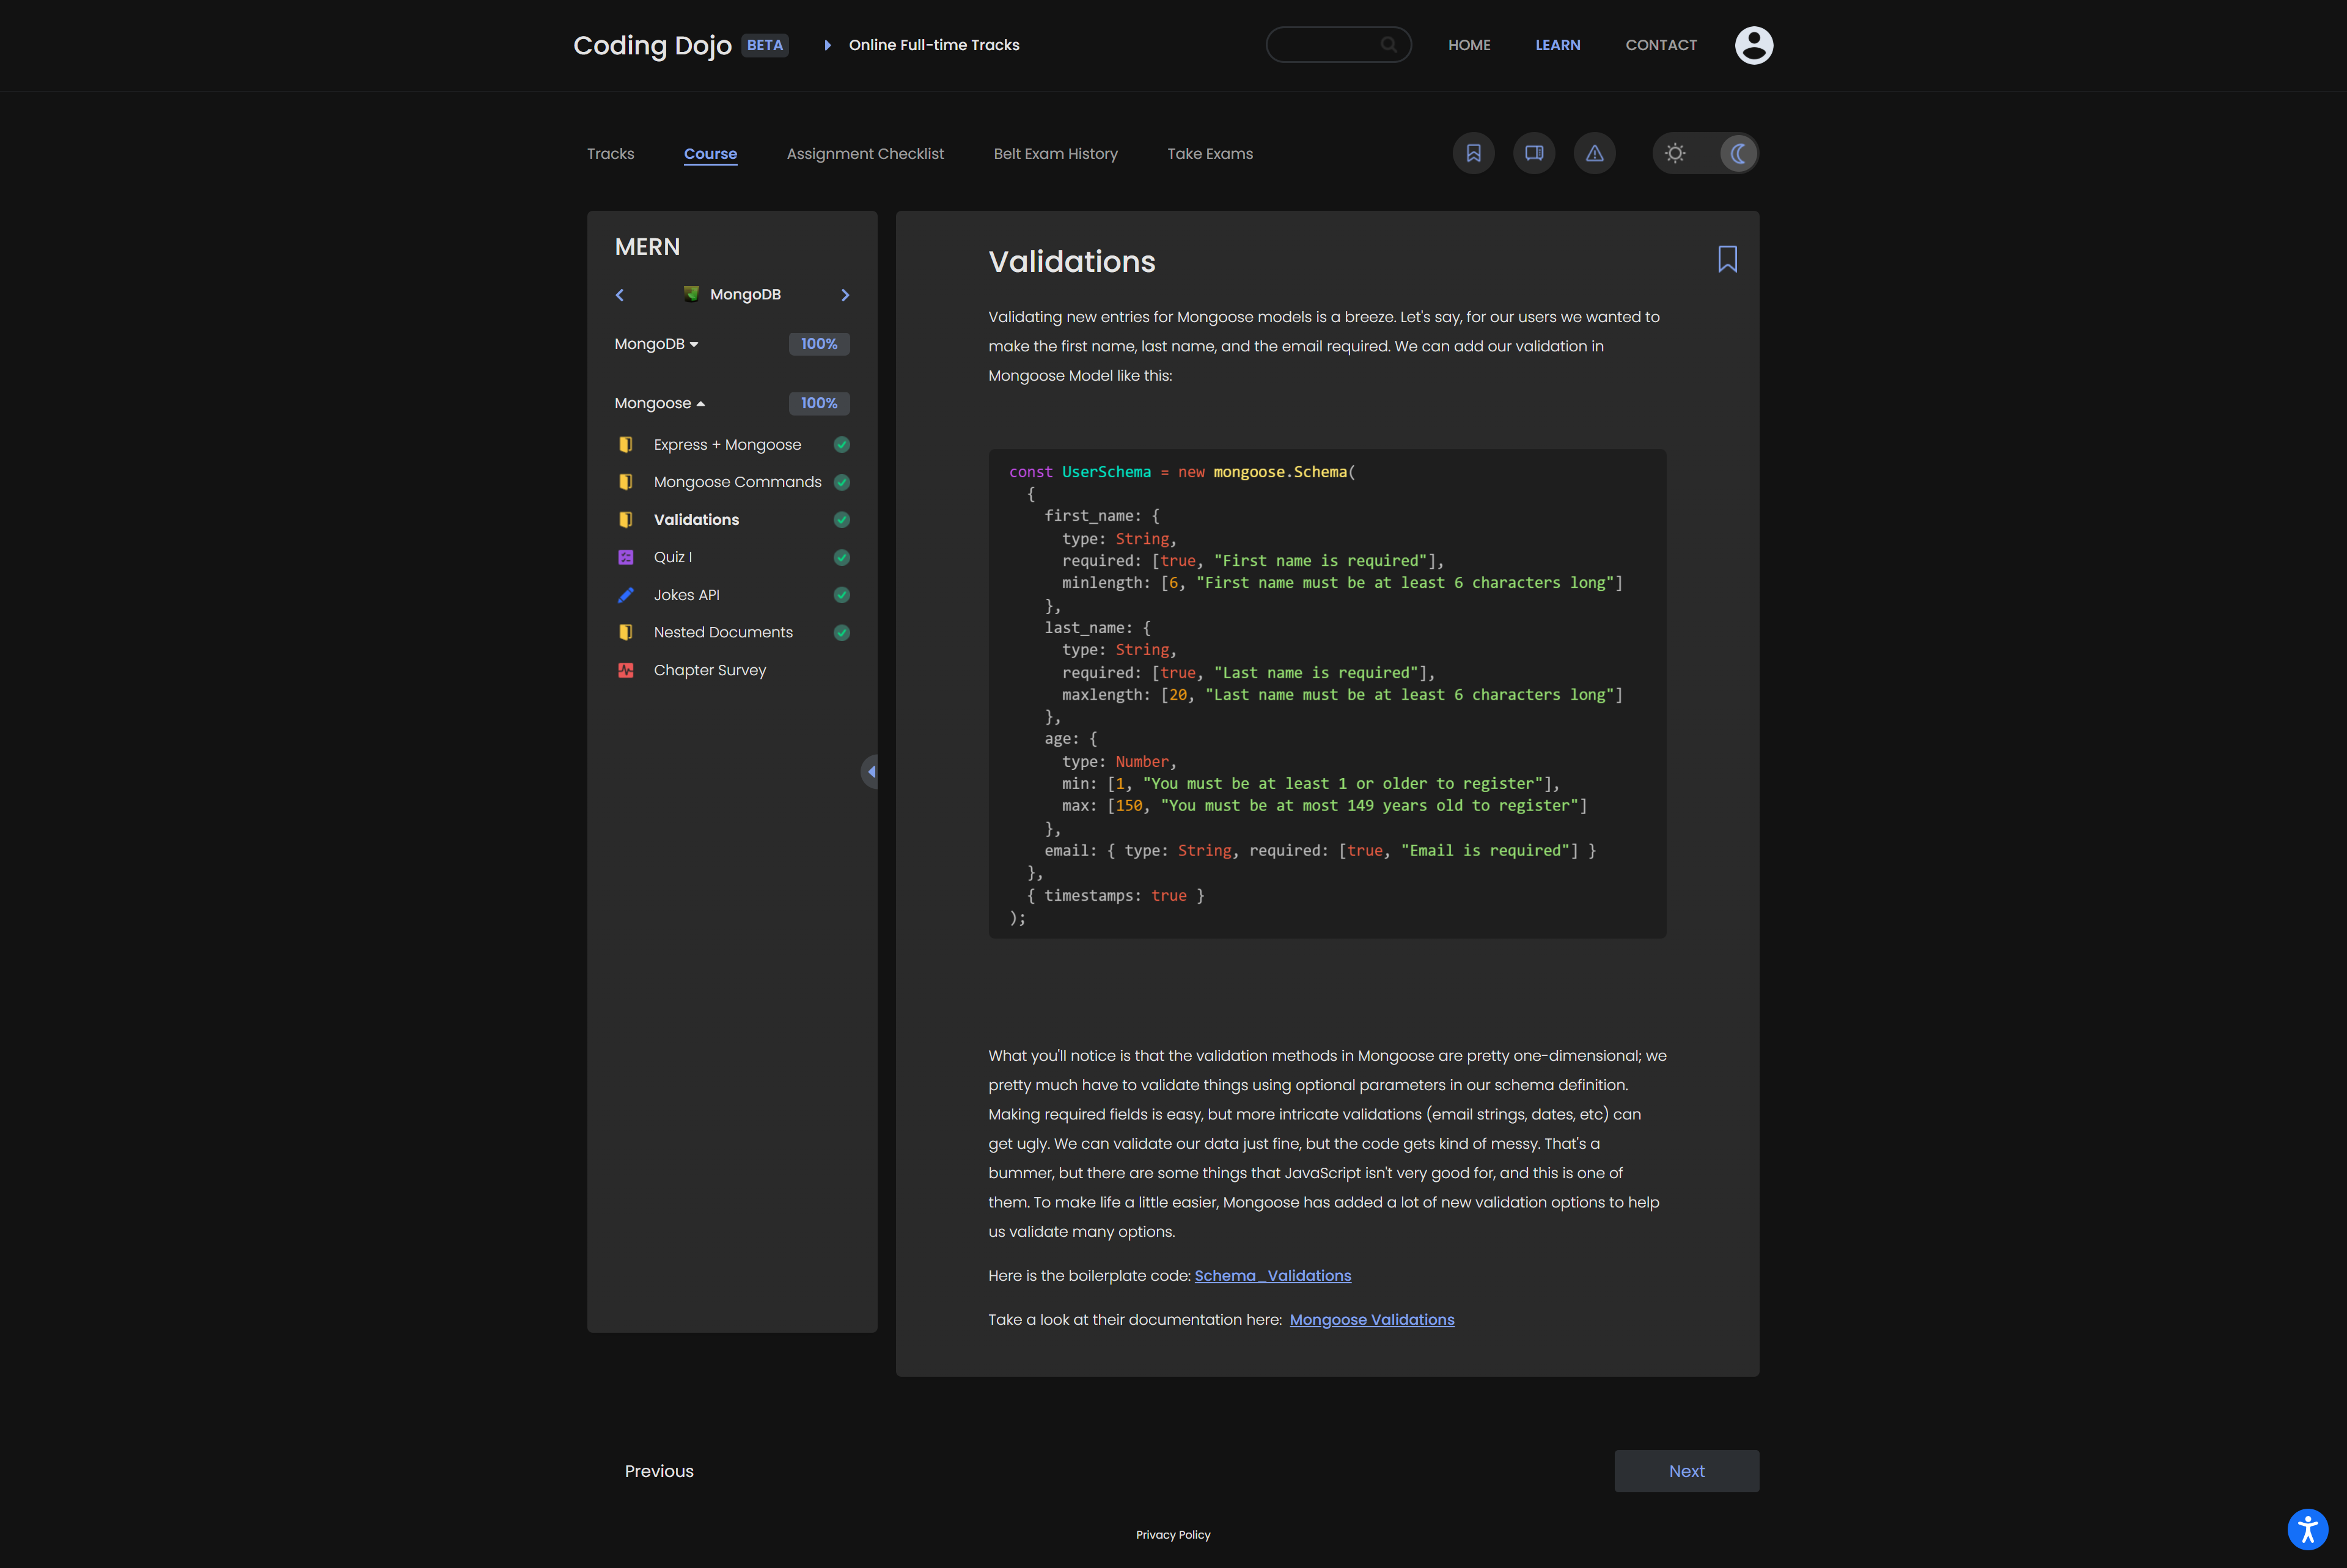 Coding Dojo BETA Online Full-time Tracks HOME LEARN CONTACT
Tracks Course Assignment Checklist Belt Exam History Take Exams
MERN
MongoDB
MongoDB 100%
Mongoose 100%
Express + Mongoose
Mongoose Commands
Validations
Quiz I
Jokes API
Nested Documents
Chapter Survey
Validations
Validating new entries for Mongoose models is a breeze. Let's say, for our users we wanted to
make the first name, last name, and the email required. We can add our validation in
Mongoose Model like this:
const UserSchema = new mongoose.Schema(
{
first_name: {
type: String,
required: [true, "First name is required"],
minlength: [6, "First name must be at least 6 characters long"]
},
last_name: {
type: String,
required: [true, "Last name is required"],
maxlength: [20, "Last name must be at least 6 characters long"]
},
age: {
type: Number,
min: [1, "You must be at least 1 or older to register"],
max: [150, "You must be at most 149 years old to register"]
},
email: { type: String, required: [true, "Email is required"] }
},
{ timestamps: true }
);
What you'll notice is that the validation methods in Mongoose are pretty one-dimensional; we
pretty much have to validate things using optional parameters in our schema definition.
Making required fields is easy, but more intricate validations (email strings, dates, etc) can
get ugly. We can validate our data just fine, but the code gets kind of messy. That's a
bummer, but there are some things that JavaScript isn't very good for, and this is one of
them. To make life a little easier, Mongoose has added a lot of new validation options to help
us validate many options.
Here is the boilerplate code: Schema_Validations
Take a look at their documentation here: Mongoose Validations
Previous Next
Privacy Policy